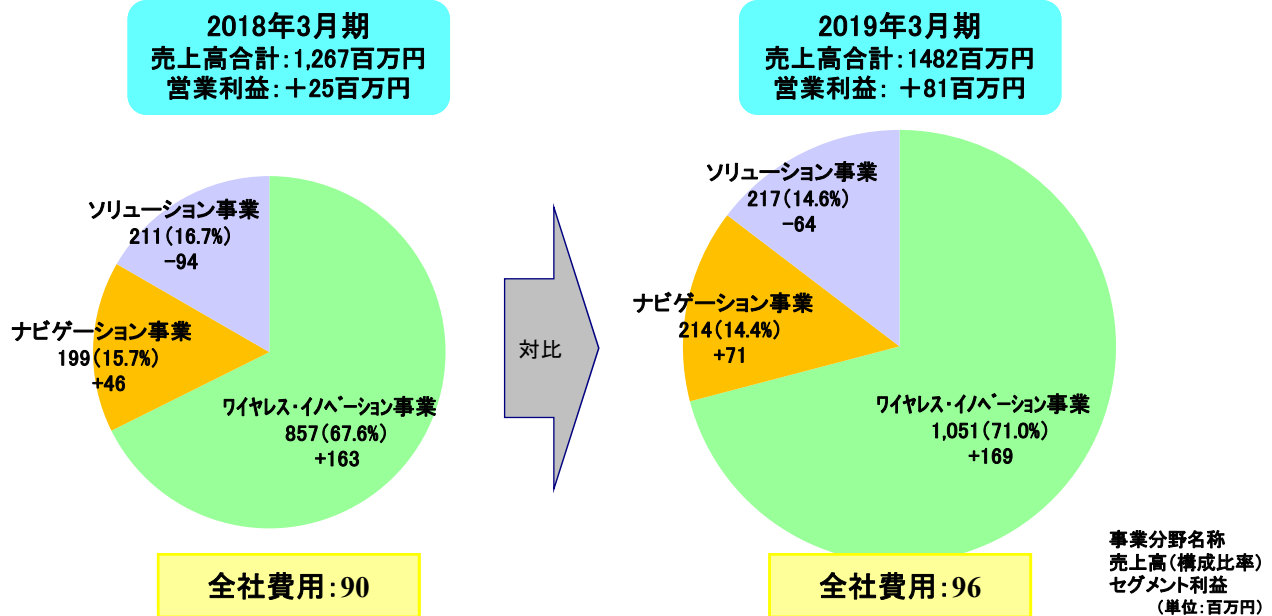 2018年3月期
売上高合計:1,267百万円
営業利益:+25百万円
2019年3月期
売上高合計:1482百万円
営業利益: +81百万円
ソリューション事業
211(16.7%)
-94
ナビゲーション事業
199(15.7%)
+46
ワイヤレス・イノベーション事業
857(67.6%)
+163
対比
ソリューション事業
217(14.6%)
-64
ナビゲーション事業
214(14.4%)
+71
ワイヤレス・イノベーション事業
1,051(71.0%)
+169
全社費用:90
全社費用:96
事業分野名称
売上高(構成比率)
セグメント利益
(単位:百万円)